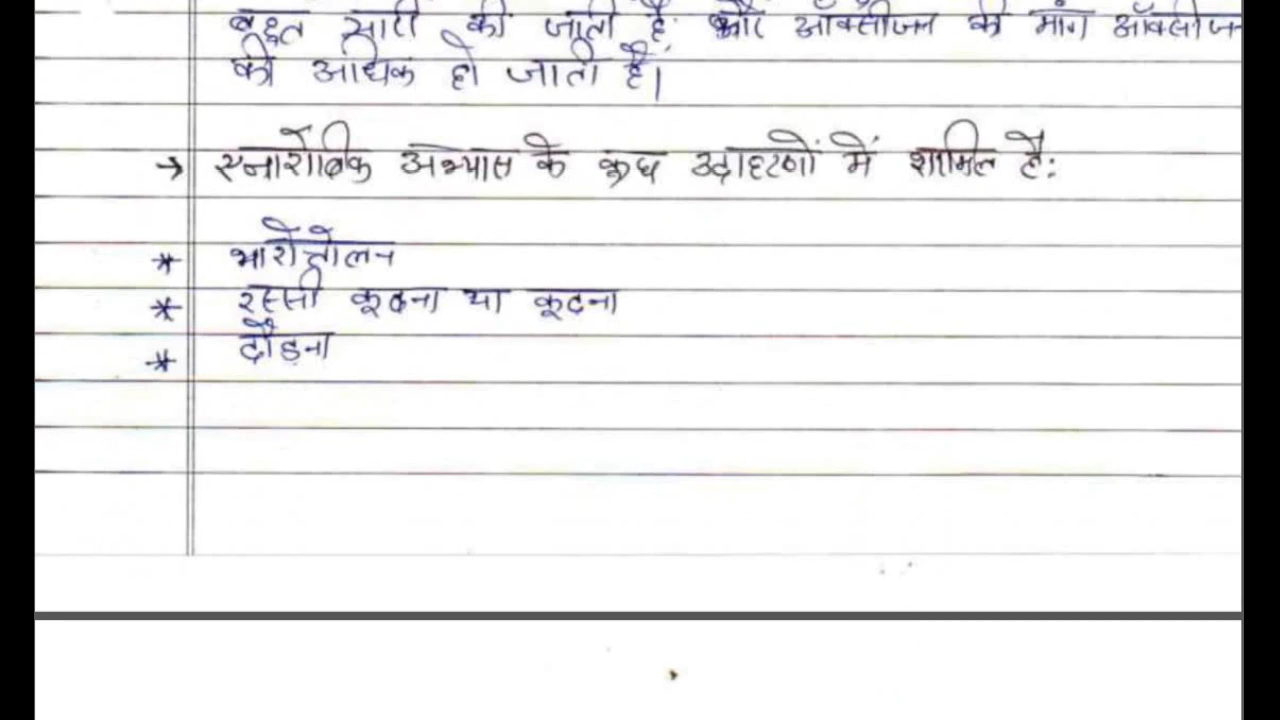 बहुत सारी की जाती है और ऑक्सीजन की मांग ऑक्सीजन
की अधिक हो जाती है।
→ एनारोबिक अभ्यास के कुछ उदाहरणों में शामिल है:
* भारोत्तोलन
* रस्सी कूदना या कूदना
* दौड़ना